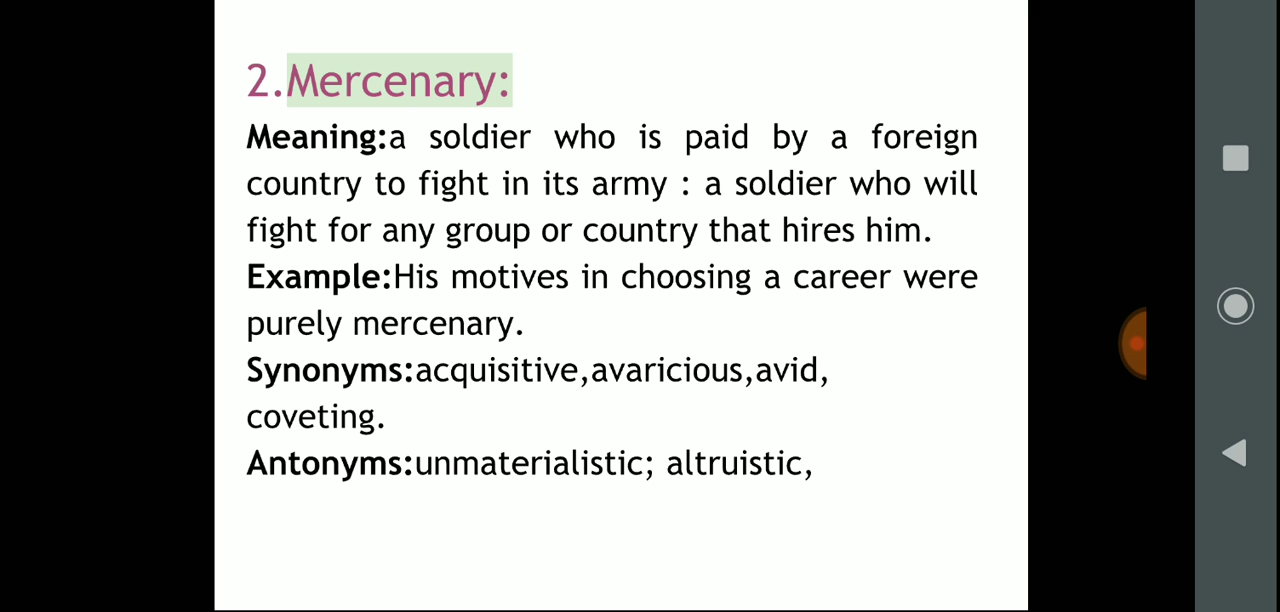 2.Mercenary:
Meaning:a soldier who is paid by a foreign
country to fight in its army : a soldier who will
fight for any group or country that hires him.
Example:His motives in choosing a career were
purely mercenary.
Synonyms:acquisitive,avaricious,avid,
coveting.
Antonyms:unmaterialistic; altruistic,